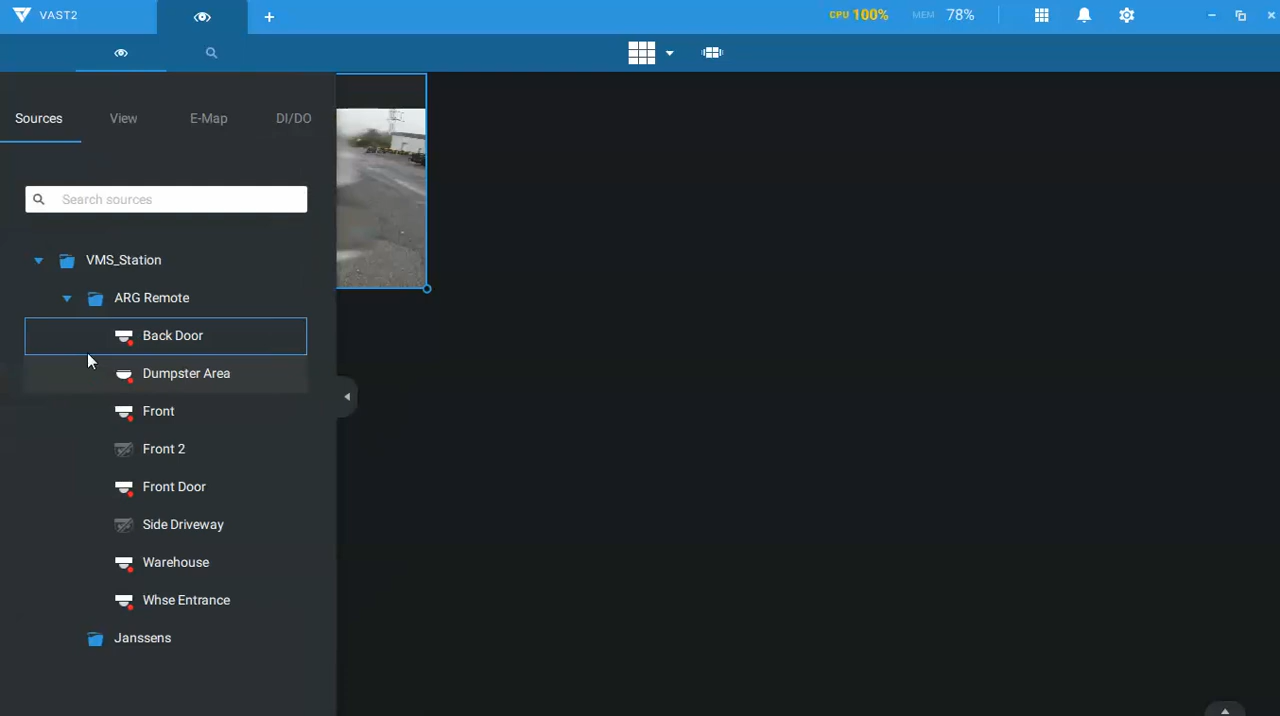 VAST2
CPU 100%
MEM 78%
Sources View E-Map DI/DO
Search sources
VMS_Station
ARG Remote
Back Door
Dumpster Area
Front
Front 2
Front Door
Side Driveway
Warehouse
Whse Entrance
Janssens